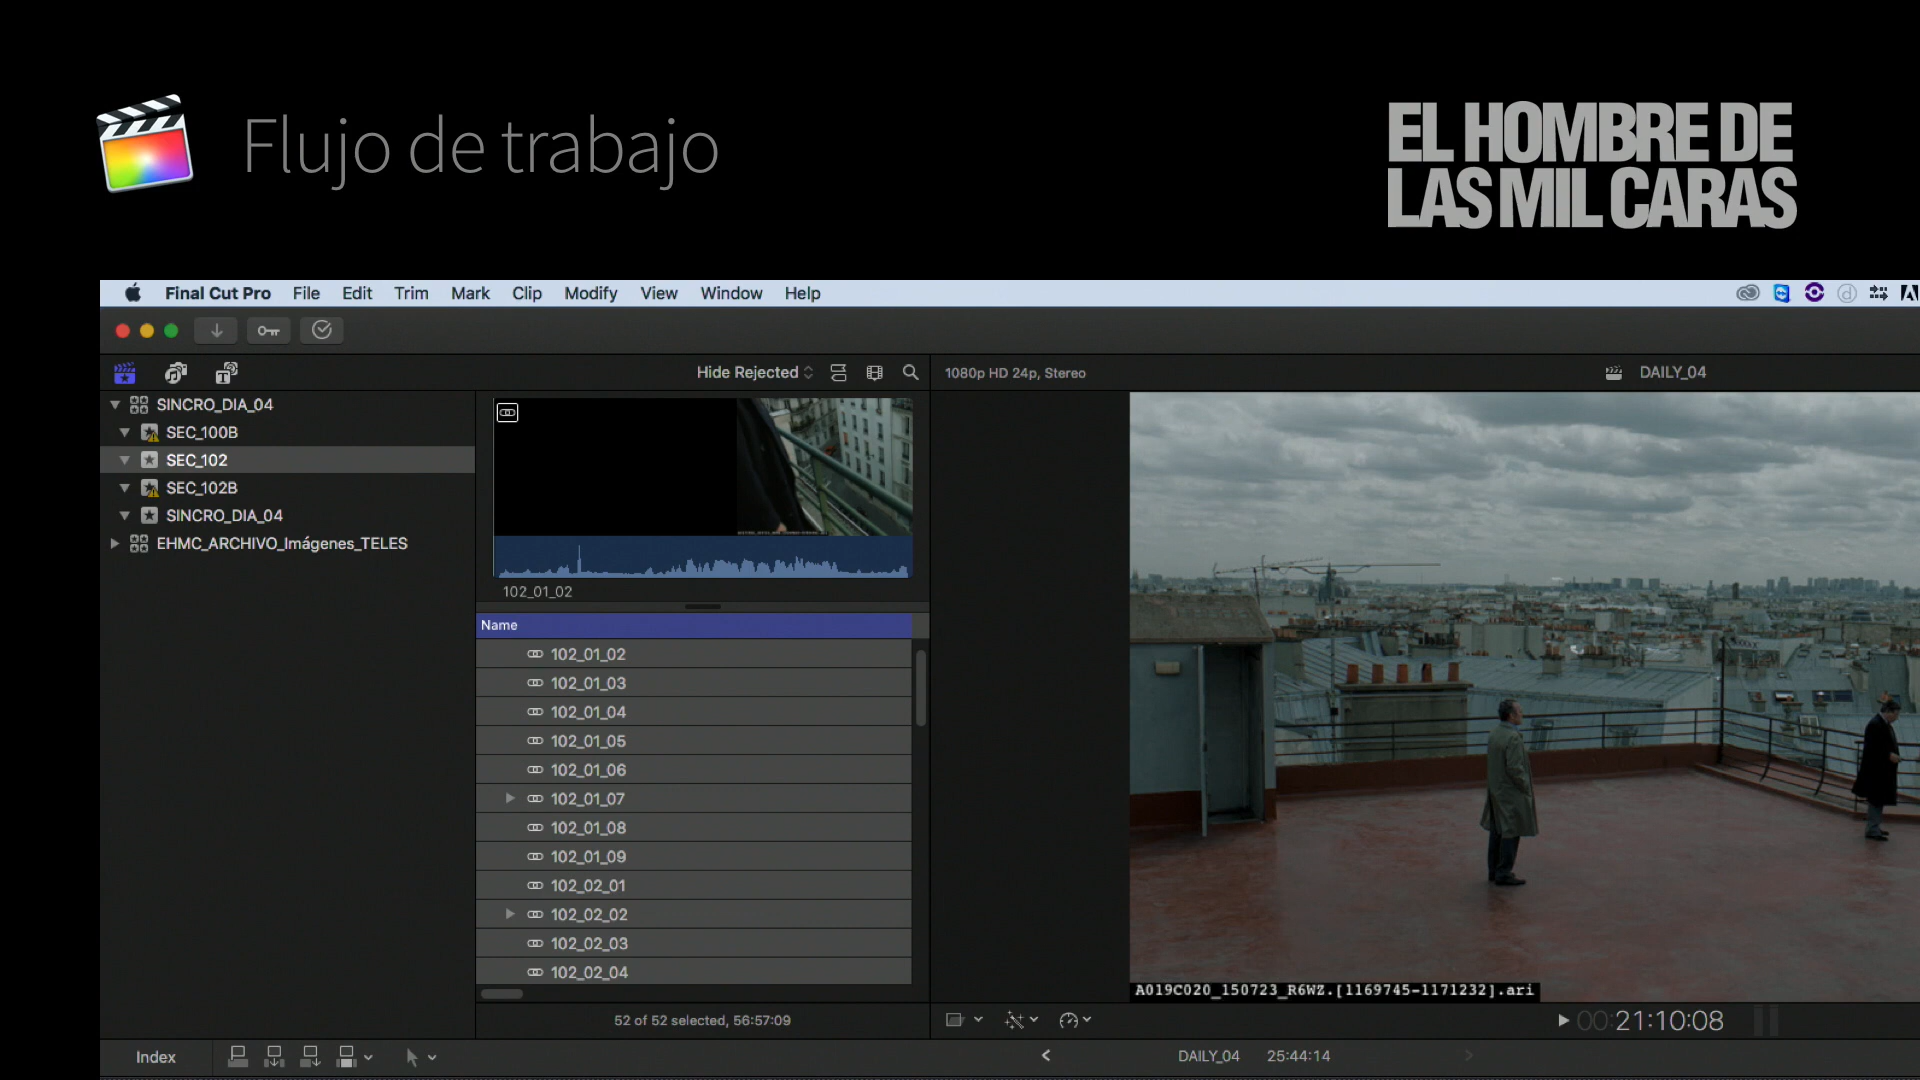 Flujo de trabajo
EL HOMBRE DE
LAS MIL CARAS
Final Cut Pro File Edit Trim Mark Clip Modify View Window Help
Hide Rejected
1080p HD 24p, Stereo
DAILY_04
SINCRO_DIA_04
SEC_100B
SEC_102
SEC_102B
SINCRO_DIA_04
EHMC_ARCHIVO_Imágenes_TELES
102_01_02
Name
102_01_02
102_01_03
102_01_04
102_01_05
102_01_06
102_01_07
102_01_08
102_01_09
102_02_01
102_02_02
102_02_03
102_02_04
A019C020_150723_R6WZ.[1169745-1171232].ari
52 of 52 selected, 56:57:09
00:21:10:08
Index
DAILY_04 25:44:14